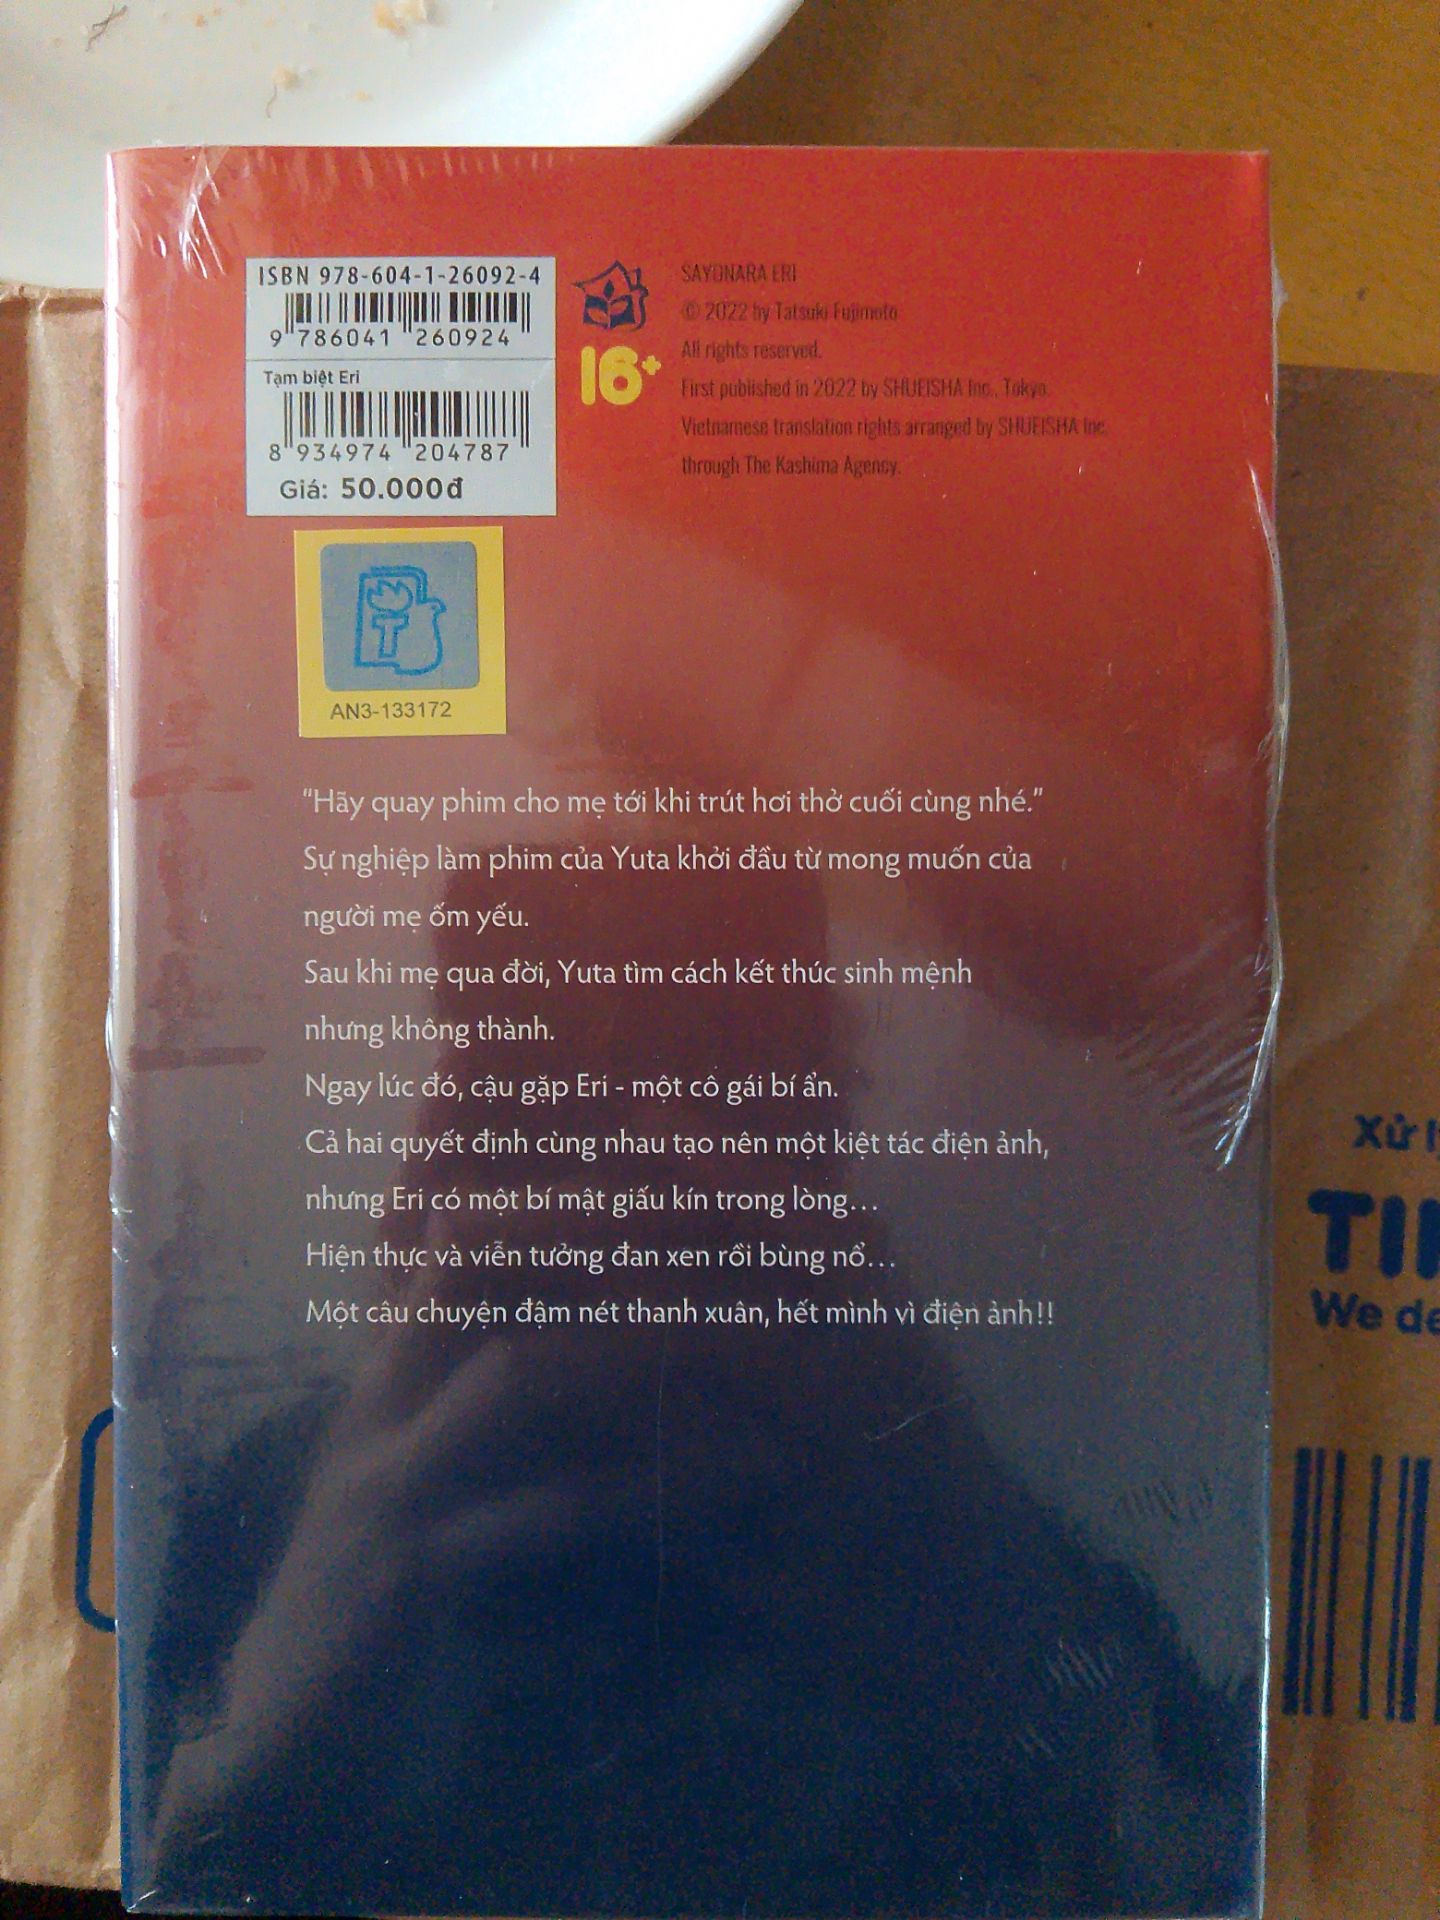 ISBN 978-604-1-26092-4
9 786041 260924
Tạm biệt Eri
8 934974 204787
Giá: 50.000đ
16+
SAYONARA ERI
© 2022 by Tatsuki Fujimoto
All rights reserved.
First published in 2022 by SHUEISHA Inc., Tokyo.
Vietnamese translation rights arranged by SHUEISHA Inc.
through The Kashima Agency.
T
AN3-133172
“Hãy quay phim cho mẹ tới khi trút hơi thở cuối cùng nhé.”
Sự nghiệp làm phim của Yuta khởi đầu từ mong muốn của
người mẹ ốm yếu.
Sau khi mẹ qua đời, Yuta tìm cách kết thúc sinh mệnh
nhưng không thành.
Ngay lúc đó, cậu gặp Eri - một cô gái bí ẩn.
Cả hai quyết định cùng nhau tạo nên một kiệt tác điện ảnh,
nhưng Eri có một bí mật giấu kín trong lòng...
Hiện thực và viễn tưởng đan xen rồi bùng nổ...
Một câu chuyện đậm nét thanh xuân, hết mình vì điện ảnh!!
Xử
We